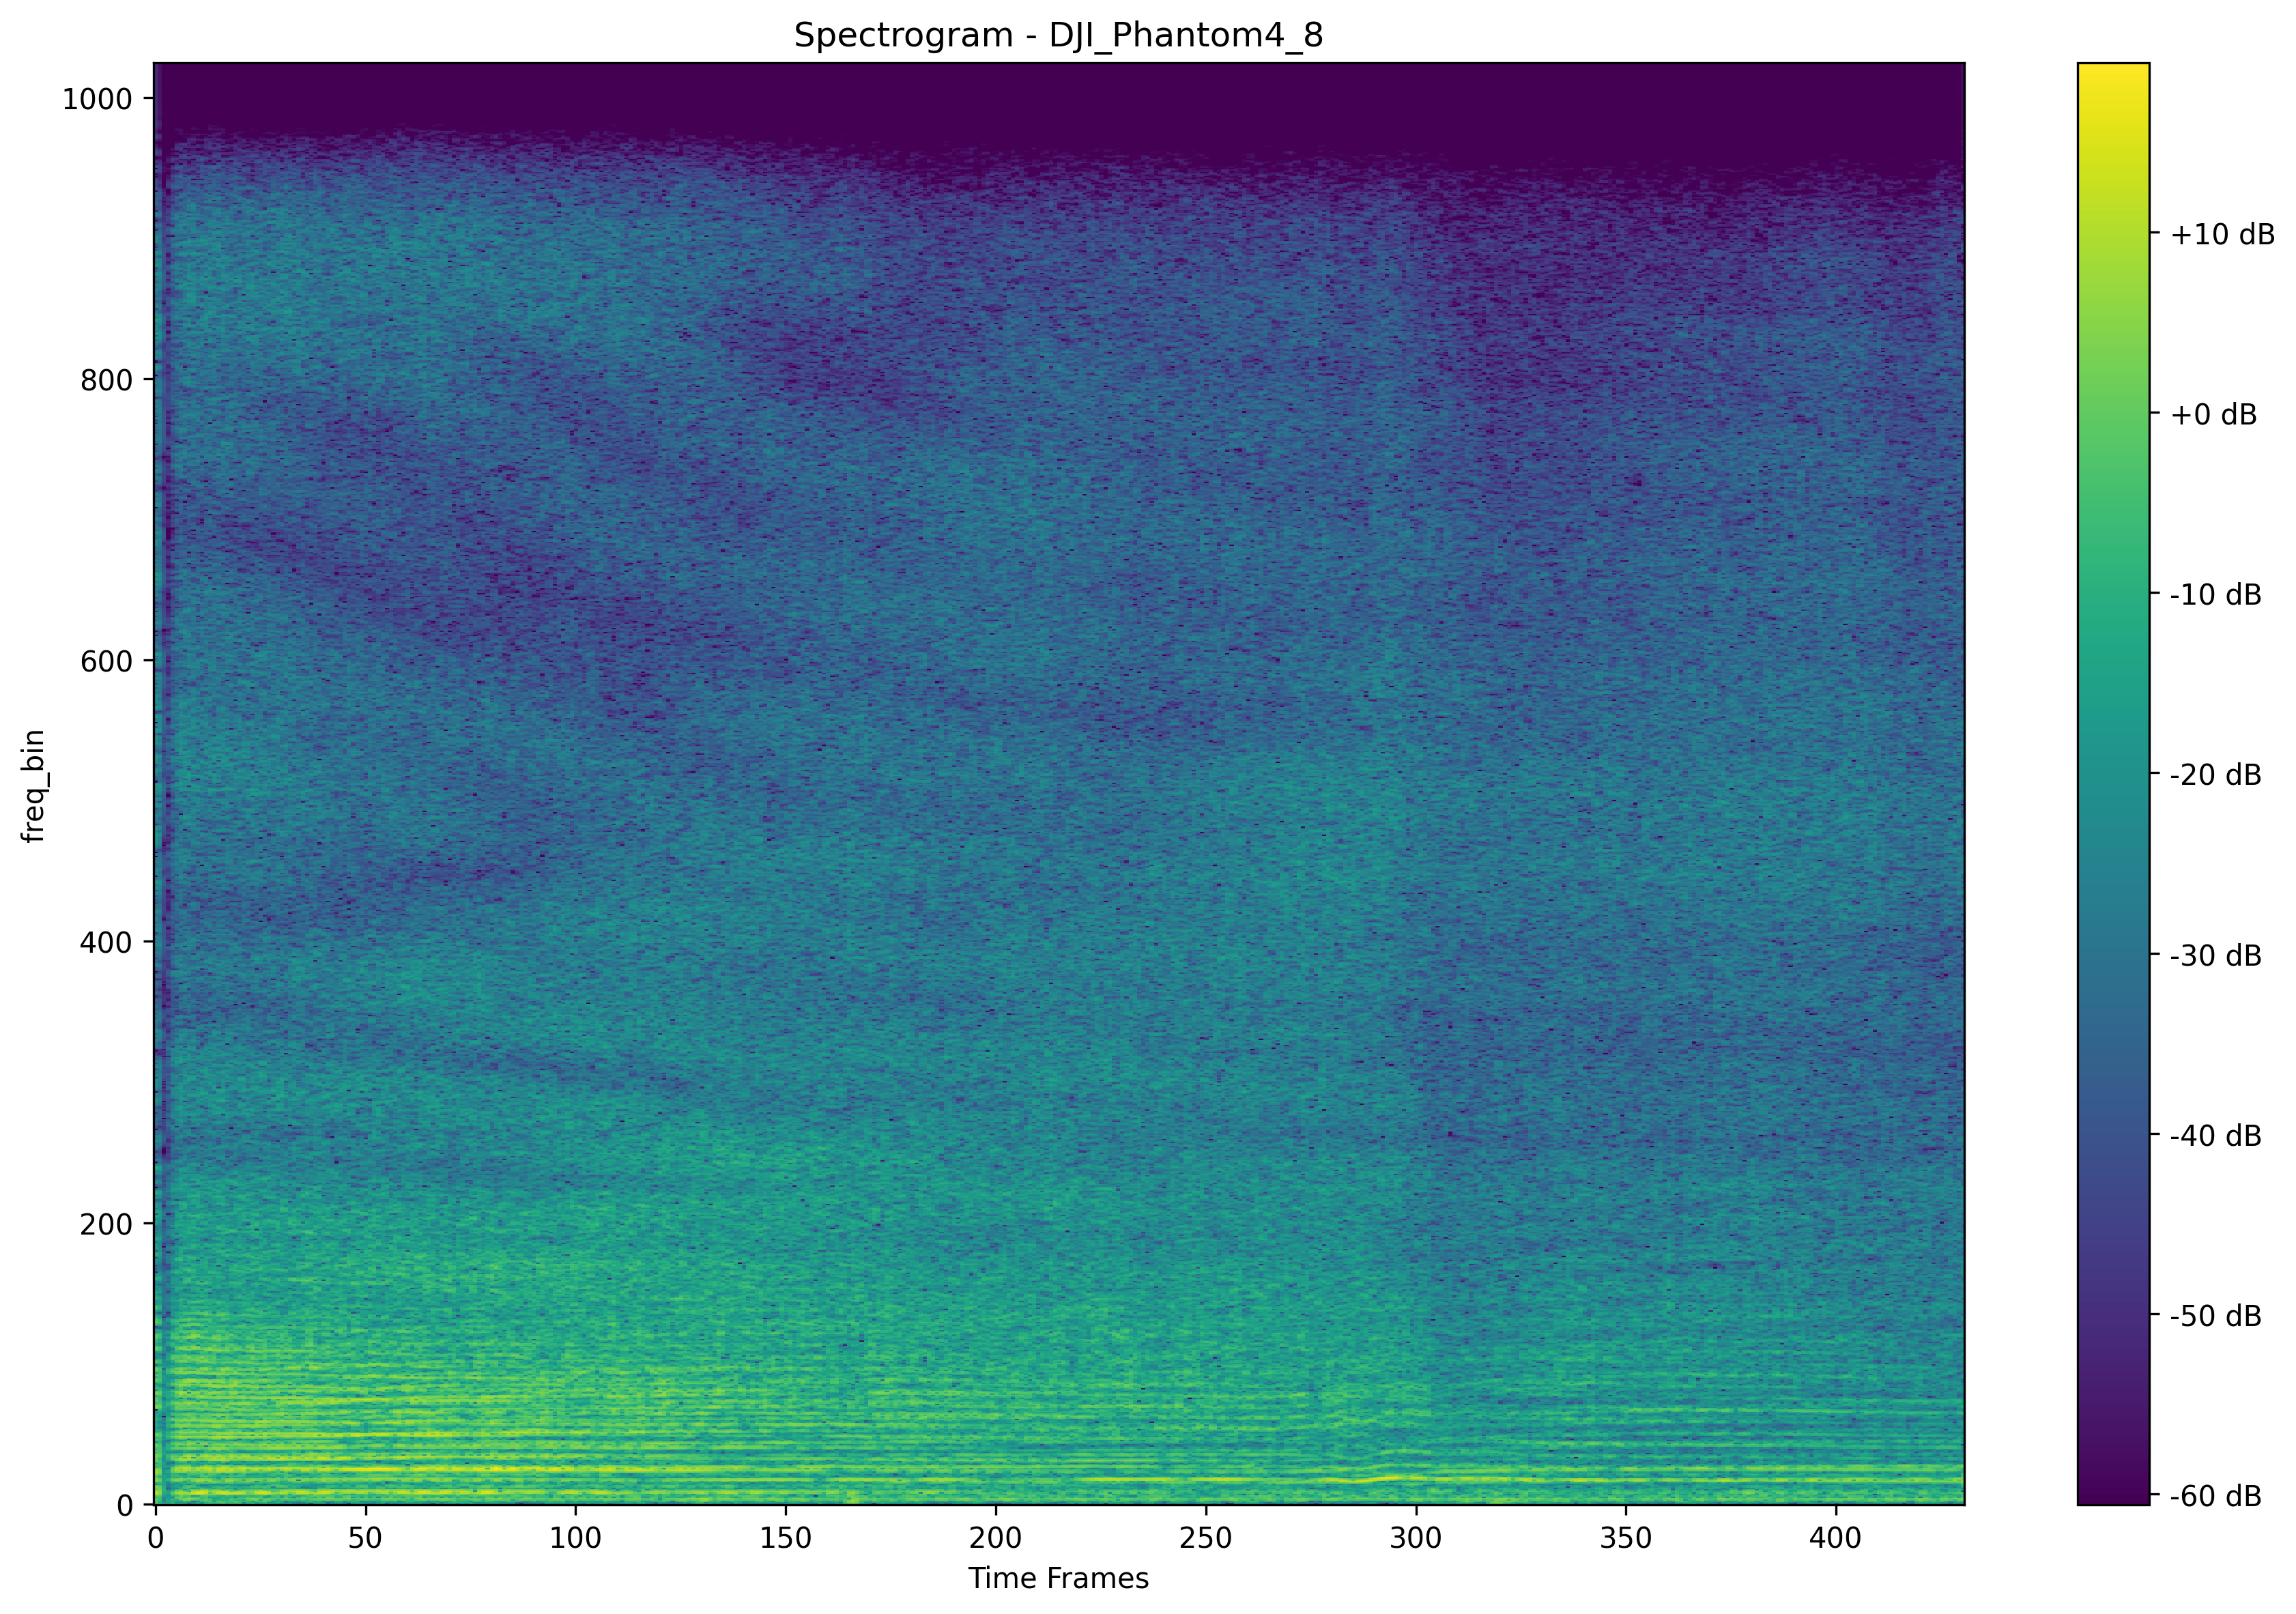 Spectrogram - DJI_Phantom4_8
1000
800
600
400
200
0
freq_bin
0 50 100 150 200 250 300 350 400
Time Frames
+10 dB
+0 dB
-10 dB
-20 dB
-30 dB
-40 dB
-50 dB
-60 dB